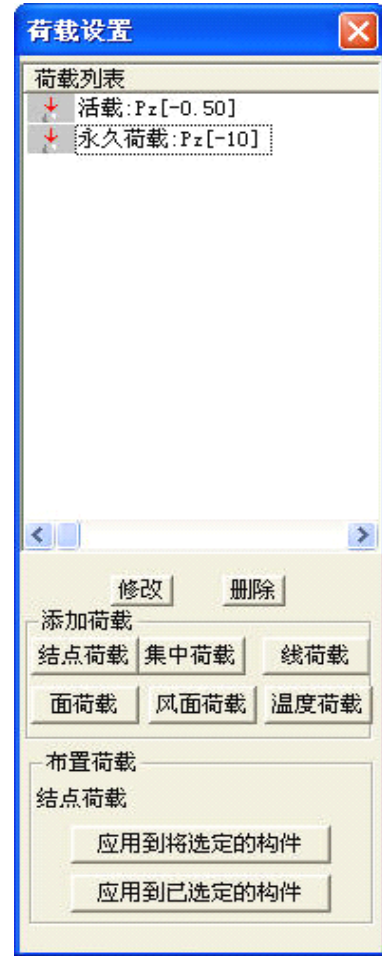 荷载设置
荷载列表
活载:Pz[-0.50]
永久荷载:Pz[-10]
修改 删除
添加荷载
结点荷载 集中荷载 线荷载
面荷载 风面荷载 温度荷载
布置荷载
结点荷载
应用到将选定的构件
应用到已选定的构件